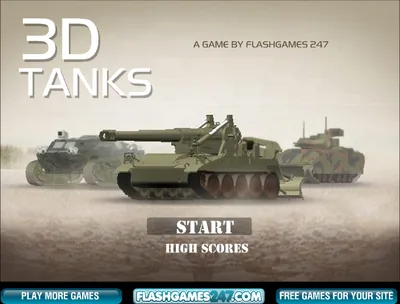 3D
TANKS
A GAME BY FLASHGAMES 247
START
HIGH SCORES
PLAY MORE GAMES
FLASHGAMES247.COM
FREE GAMES FOR YOUR SITE